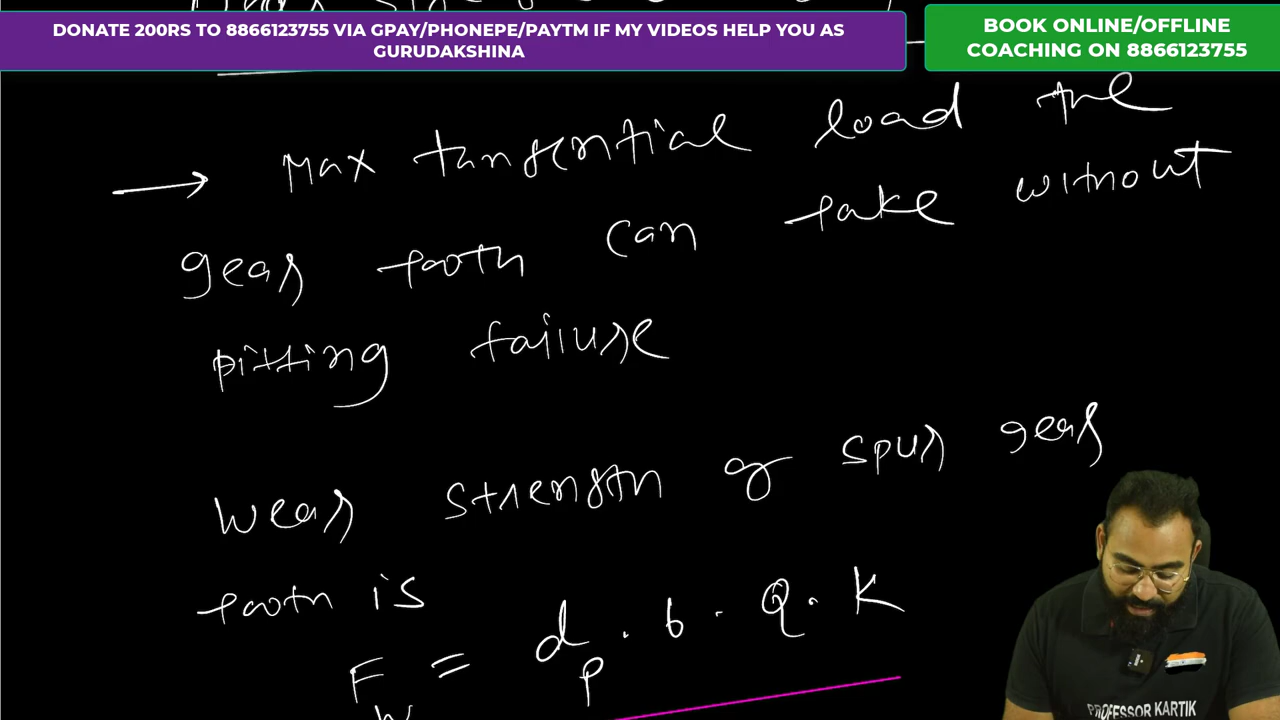 DONATE 200RS TO 8866123755 VIA GPAY/PHONEPE/PAYTM IF MY VIDEOS HELP YOU AS
GURUDAKSHINA
BOOK ONLINE/OFFLINE
COACHING ON 8866123755
→ Max tangential load the
gear tooth can take without
pitting failure
wear strength of spur gear
tooth is
F_w = d_p . b . Q . K
PROFESSOR KARTIK